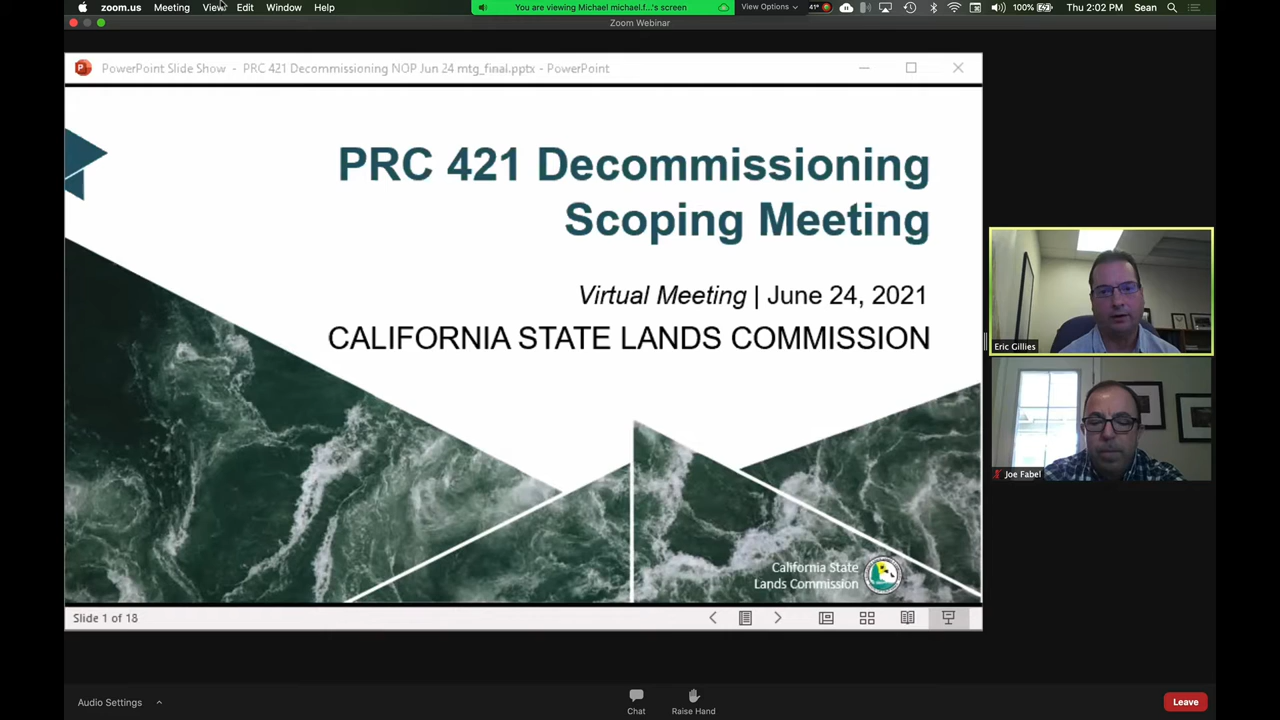 zoom.us Meeting View Edit Window Help
You are viewing Michael michael.f...'s screen
View Options
41°
100%
Thu 2:02 PM Sean
Zoom Webinar
PowerPoint Slide Show - PRC 421 Decommissioning NOP Jun 24 mtg_final.pptx - PowerPoint
PRC 421 Decommissioning
Scoping Meeting
Virtual Meeting | June 24, 2021
CALIFORNIA STATE LANDS COMMISSION
California State
Lands Commission
Slide 1 of 18
Eric Gillies
Joe Fabel
Audio Settings
Chat
Raise Hand
Leave